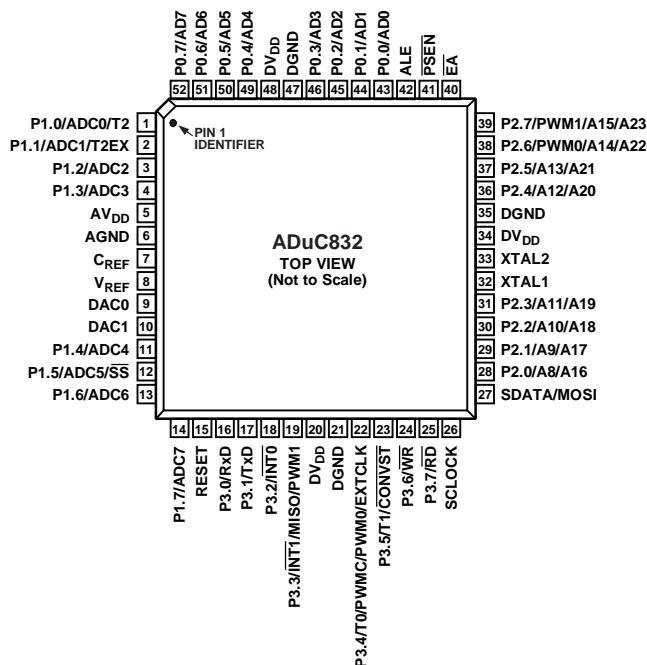 P0.7/AD7
P0.6/AD6
P0.5/AD5
P0.4/AD4
DVDD
DGND
P0.3/AD3
P0.2/AD2
P0.1/AD1
P0.0/AD0
ALE
P̅S̅E̅N̅
E̅A̅
52 51 50 49 48 47 46 45 44 43 42 41 40
P1.0/ADC0/T2 1
P1.1/ADC1/T2EX 2
P1.2/ADC2 3
P1.3/ADC3 4
AVDD 5
AGND 6
CREF 7
VREF 8
DAC0 9
DAC1 10
P1.4/ADC4 11
P1.5/ADC5/S̅S̅ 12
P1.6/ADC6 13
PIN 1
IDENTIFIER
ADuC832
TOP VIEW
(Not to Scale)
39 P2.7/PWM1/A15/A23
38 P2.6/PWM0/A14/A22
37 P2.5/A13/A21
36 P2.4/A12/A20
35 DGND
34 DVDD
33 XTAL2
32 XTAL1
31 P2.3/A11/A19
30 P2.2/A10/A18
29 P2.1/A9/A17
28 P2.0/A8/A16
27 SDATA/MOSI
14 15 16 17 18 19 20 21 22 23 24 25 26
P1.7/ADC7
RESET
P3.0/RxD
P3.1/TxD
P3.2/I̅N̅T̅0̅
P3.3/I̅N̅T̅1̅/MISO/PWM1
DVDD
DGND
P3.4/T0/PWMC/PWM0/EXTCLK
P3.5/T1/C̅O̅N̅V̅S̅T̅
P3.6/W̅R̅
P3.7/R̅D̅
SCLOCK